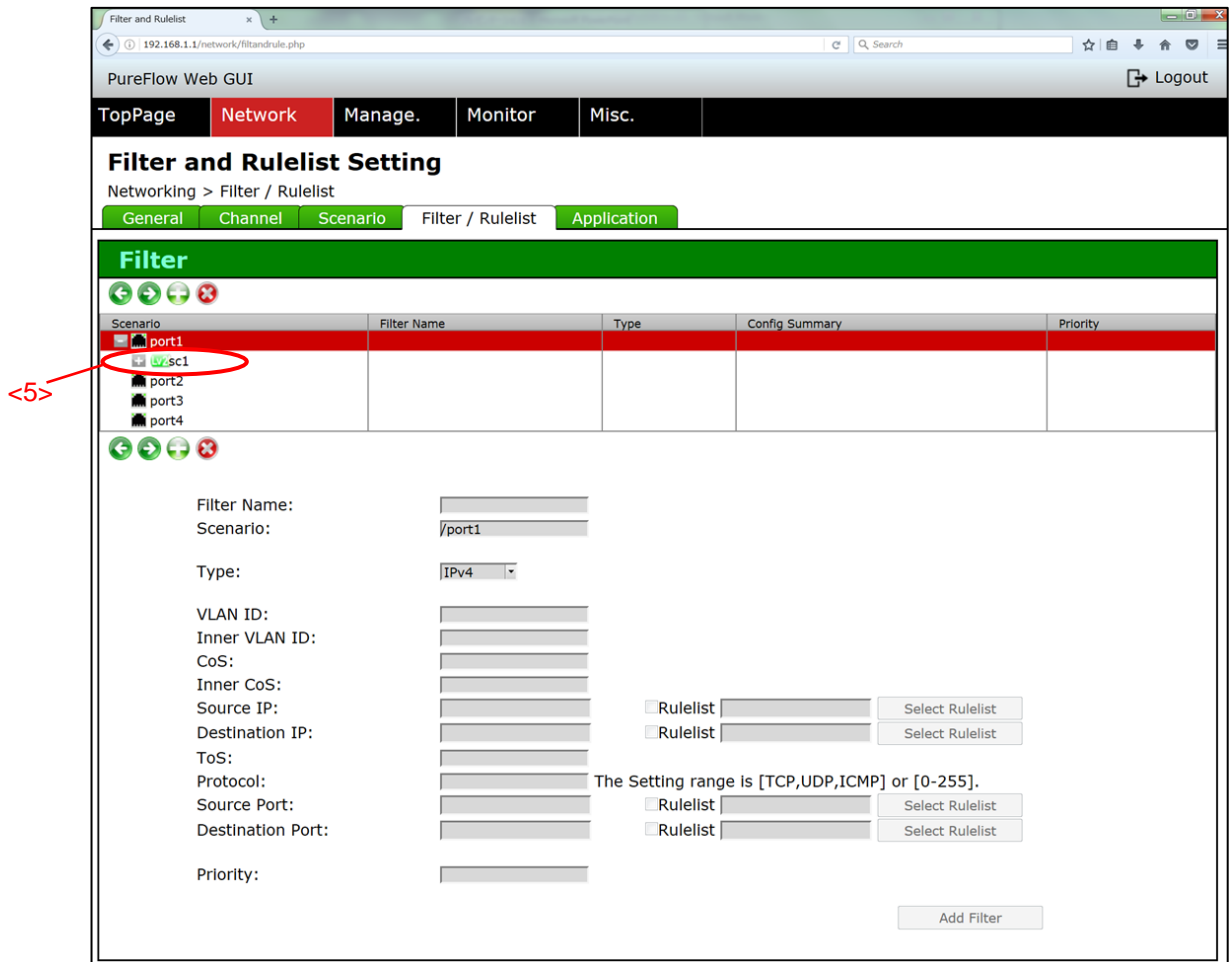 Filter and Rulelist × +
192.168.1.1/network/filtandrule.php Search
PureFlow Web GUI Logout
TopPage Network Manage. Monitor Misc.
Filter and Rulelist Setting
Networking > Filter / Rulelist
General Channel Scenario Filter / Rulelist Application
Filter
Scenario Filter Name Type Config Summary Priority
port1
LV2 sc1
<5>
port2
port3
port4
Filter Name:
Scenario: /port1
Type: IPv4
VLAN ID:
Inner VLAN ID:
CoS:
Inner CoS:
Source IP: Rulelist Select Rulelist
Destination IP: Rulelist Select Rulelist
ToS:
Protocol: The Setting range is [TCP,UDP,ICMP] or [0-255].
Source Port: Rulelist Select Rulelist
Destination Port: Rulelist Select Rulelist
Priority:
Add Filter